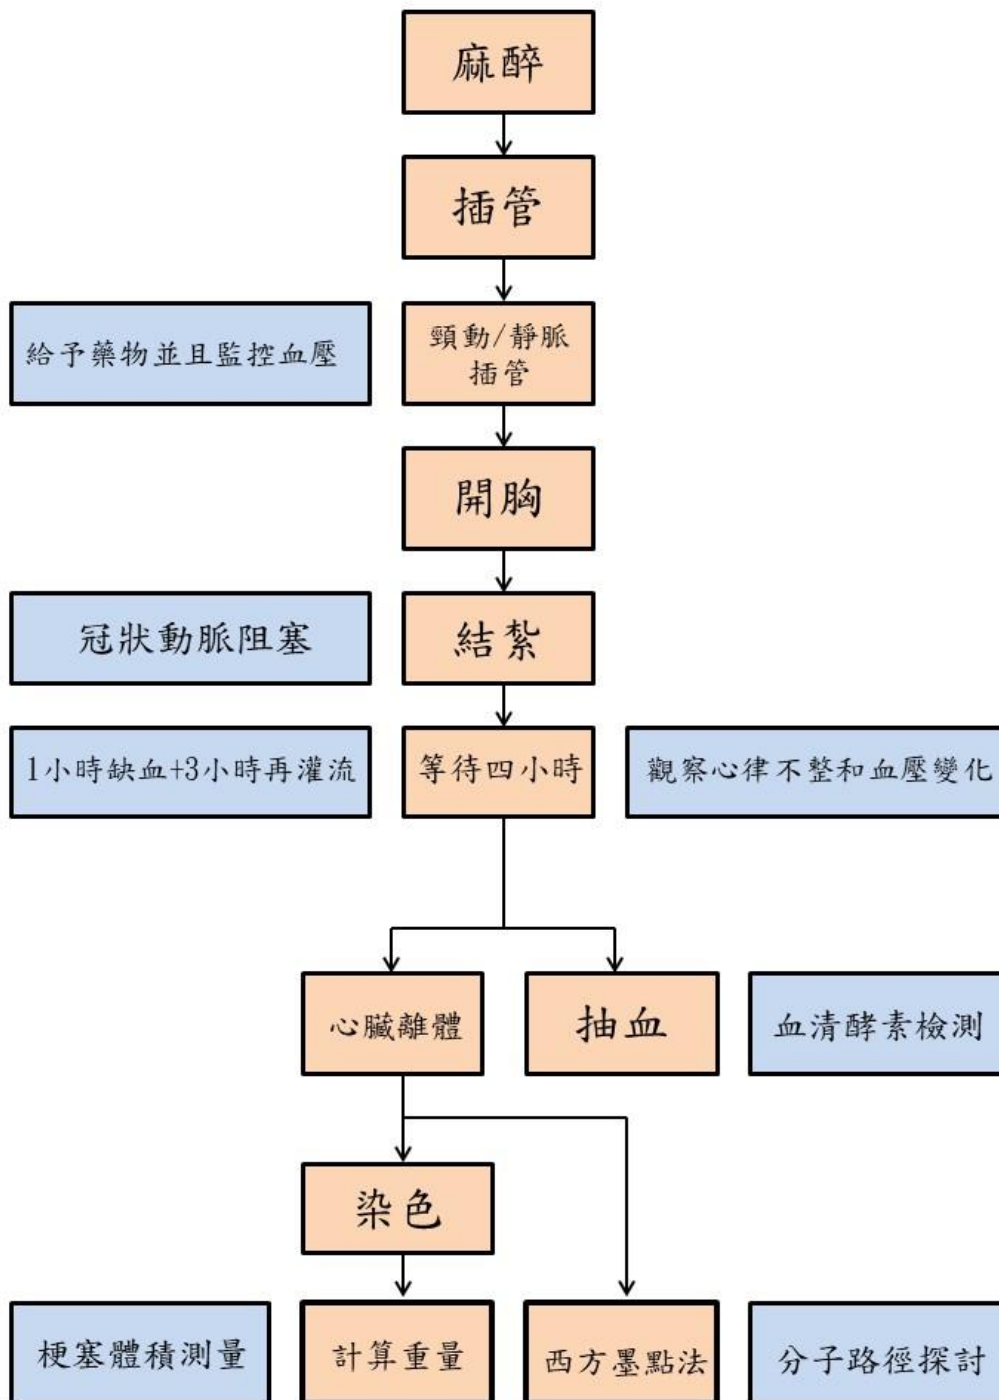 麻醉
插管
給予藥物並且監控血壓
頸動/靜脈
插管
開胸
冠狀動脈阻塞
結紮
1小時缺血+3小時再灌流
等待四小時
觀察心律不整和血壓變化
心臟離體
抽血
血清酵素檢測
染色
梗塞體積測量
計算重量
西方墨點法
分子路徑探討